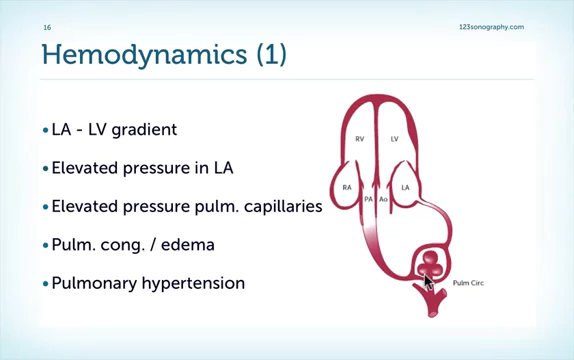 16
123sonography.com
Hemodynamics (1)
• LA - LV gradient
• Elevated pressure in LA
• Elevated pressure pulm. capillaries
• Pulm. cong. / edema
• Pulmonary hypertension
RV
LV
RA
LA
PA
Ao
Pulm Circ